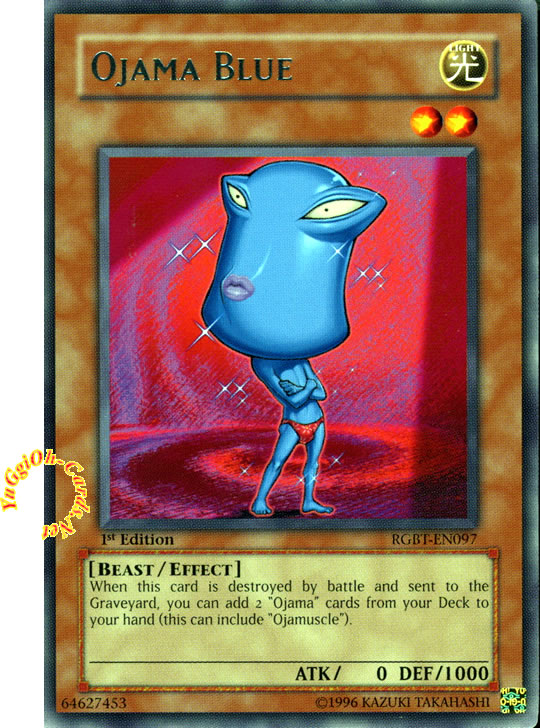 OJAMA BLUE
LIGHT
光
YuGgiOh-Cards.Net
1st Edition
RGBT-EN097
[BEAST/EFFECT]
When this card is destroyed by battle and sent to the
Graveyard, you can add 2 "Ojama" cards from your Deck to
your hand (this can include "Ojamuscle").
ATK/ 0 DEF/1000
64627453
©1996 KAZUKI TAKAHASHI